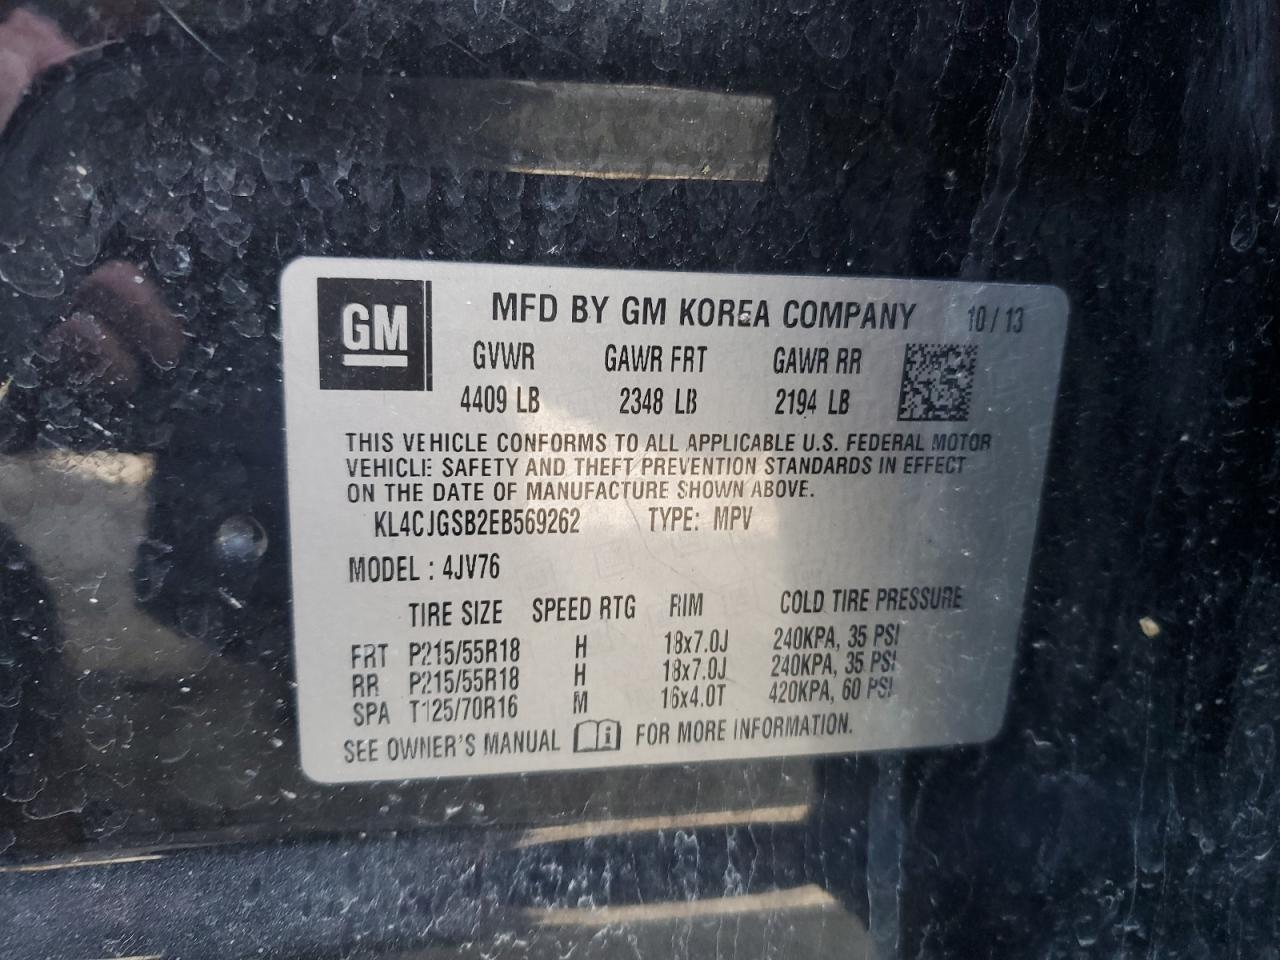 GM
MFD BY GM KOREA COMPANY 10/13
GVWR GAWR FRT GAWR RR
4409 LB 2348 LB 2194 LB
THIS VEHICLE CONFORMS TO ALL APPLICABLE U.S. FEDERAL MOTOR
VEHICLE SAFETY AND THEFT PREVENTION STANDARDS IN EFFECT
ON THE DATE OF MANUFACTURE SHOWN ABOVE.
KL4CJGSB2EB569262 TYPE: MPV
MODEL : 4JV76
TIRE SIZE SPEED RTG RIM COLD TIRE PRESSURE
FRT P215/55R18 H 18x7.0J 240KPA, 35 PSI
RR P215/55R18 H 18x7.0J 240KPA, 35 PSI
SPA T125/70R16 M 16x4.0T 420KPA, 60 PSI
SEE OWNER'S MANUAL FOR MORE INFORMATION.